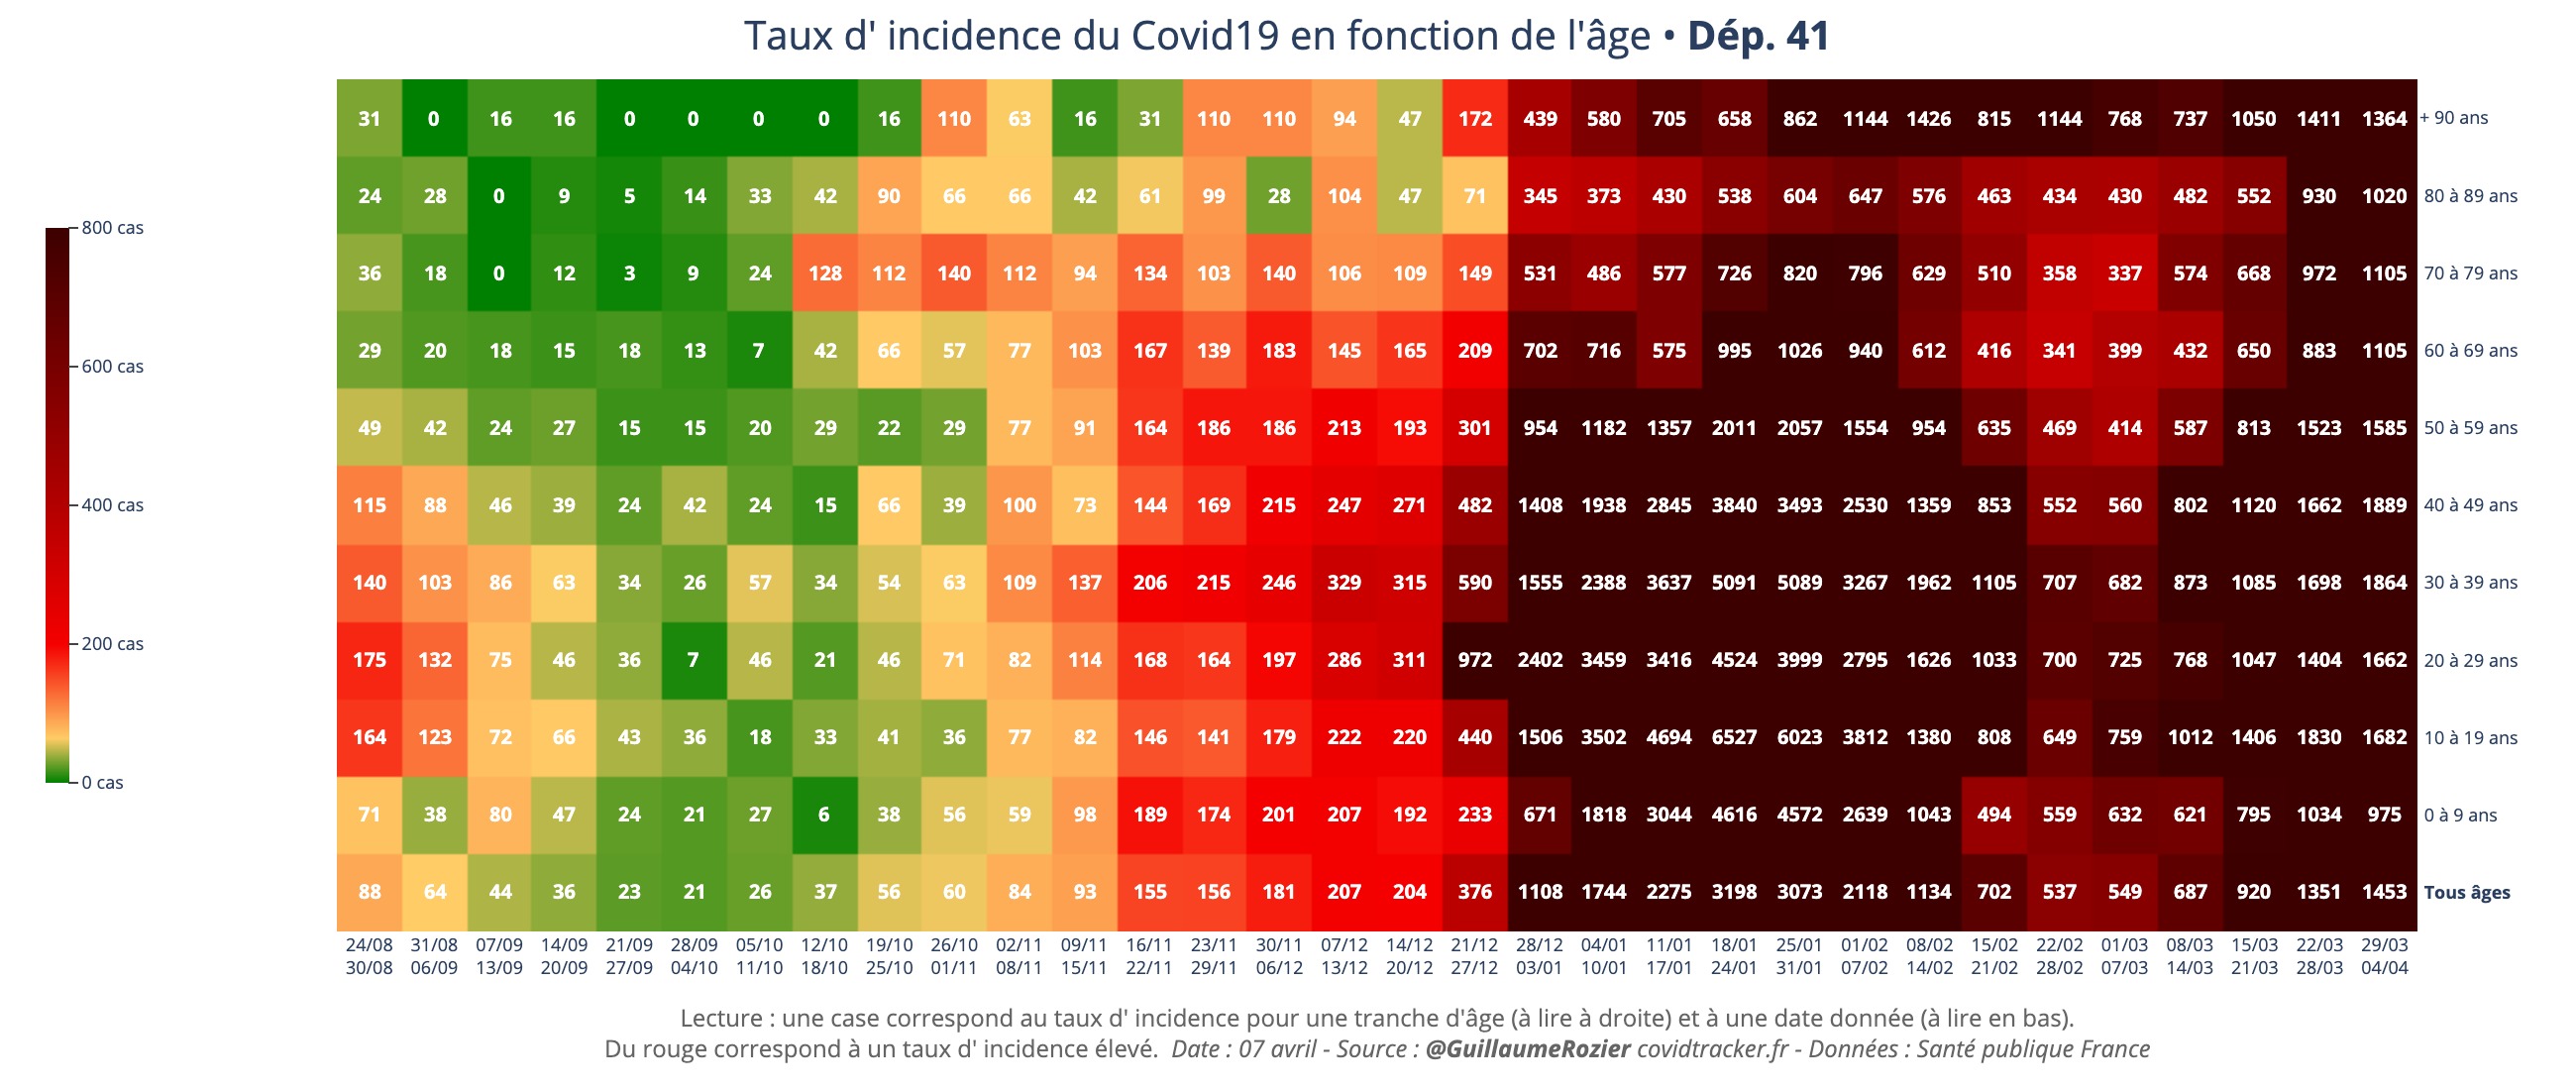 Taux d' incidence du Covid19 en fonction de l'âge • Dép. 41
31 0 16 16 0 0 0 0 16 110 63 16 31 110 110 94 47 172 439 580 705 658 862 1144 1426 815 1144 768 737 1050 1411 1364 + 90 ans
24 28 0 9 5 14 33 42 90 66 66 42 61 99 28 104 47 71 345 373 430 538 604 647 576 463 434 430 482 552 930 1020 80 à 89 ans
800 cas
36 18 0 12 3 9 24 128 112 140 112 94 134 103 140 106 109 149 531 486 577 726 820 796 629 510 358 337 574 668 972 1105 70 à 79 ans
29 20 18 15 18 13 7 42 66 57 77 103 167 139 183 145 165 209 702 716 575 995 1026 940 612 416 341 399 432 650 883 1105 60 à 69 ans
600 cas
49 42 24 27 15 15 20 29 22 29 77 91 164 186 186 213 193 301 954 1182 1357 2011 2057 1554 954 635 469 414 587 813 1523 1585 50 à 59 ans
400 cas
115 88 46 39 24 42 24 15 66 39 100 73 144 169 215 247 271 482 1408 1938 2845 3840 3493 2530 1359 853 552 560 802 1120 1662 1889 40 à 49 ans
140 103 86 63 34 26 57 34 54 63 109 137 206 215 246 329 315 590 1555 2388 3637 5091 5089 3267 1962 1105 707 682 873 1085 1698 1864 30 à 39 ans
200 cas
175 132 75 46 36 7 46 21 46 71 82 114 168 164 197 286 311 972 2402 3459 3416 4524 3999 2795 1626 1033 700 725 768 1047 1404 1662 20 à 29 ans
164 123 72 66 43 36 18 33 41 36 77 82 146 141 179 222 220 440 1506 3502 4694 6527 6023 3812 1380 808 649 759 1012 1406 1830 1682 10 à 19 ans
0 cas
71 38 80 47 24 21 27 6 38 56 59 98 189 174 201 207 192 233 671 1818 3044 4616 4572 2639 1043 494 559 632 621 795 1034 975 0 à 9 ans
88 64 44 36 23 21 26 37 56 60 84 93 155 156 181 207 204 376 1108 1744 2275 3198 3073 2118 1134 702 537 549 687 920 1351 1453 Tous âges
24/08 31/08 07/09 14/09 21/09 28/09 05/10 12/10 19/10 26/10 02/11 09/11 16/11 23/11 30/11 07/12 14/12 21/12 28/12 04/01 11/01 18/01 25/01 01/02 08/02 15/02 22/02 01/03 08/03 15/03 22/03 29/03
30/08 06/09 13/09 20/09 27/09 04/10 11/10 18/10 25/10 01/11 08/11 15/11 22/11 29/11 06/12 13/12 20/12 27/12 03/01 10/01 17/01 24/01 31/01 07/02 14/02 21/02 28/02 07/03 14/03 21/03 28/03 04/04
Lecture : une case correspond au taux d' incidence pour une tranche d'âge (à lire à droite) et à une date donnée (à lire en bas).
Du rouge correspond à un taux d' incidence élevé. Date : 07 avril - Source : @GuillaumeRozier covidtracker.fr - Données : Santé publique France